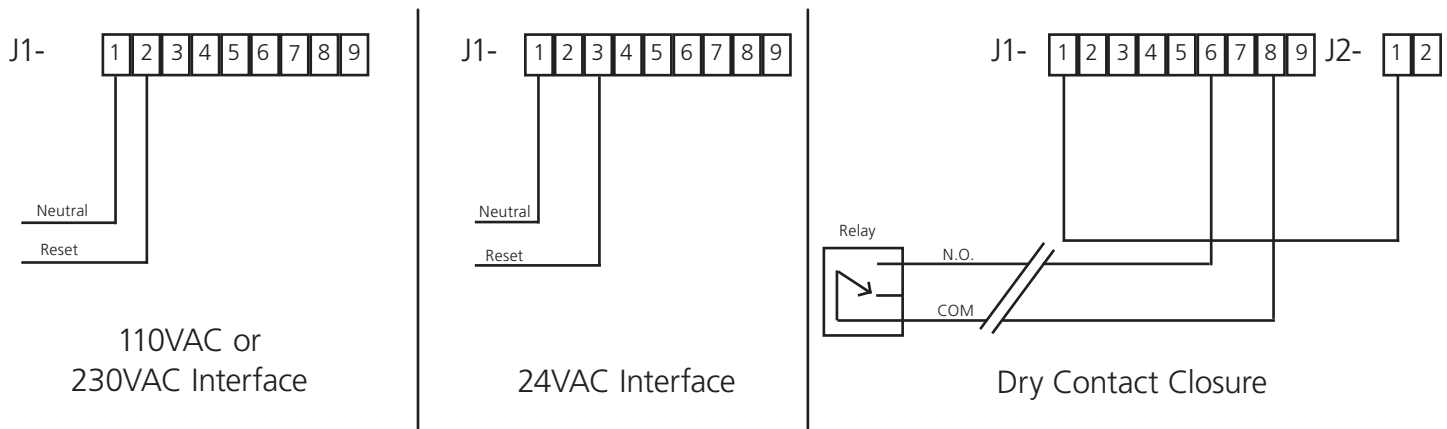 J1- 1 2 3 4 5 6 7 8 9
Neutral
Reset
110VAC or
230VAC Interface
J1- 1 2 3 4 5 6 7 8 9
Neutral
Reset
24VAC Interface
J1- 1 2 3 4 5 6 7 8 9 J2- 1 2
Relay
N.O.
COM
Dry Contact Closure